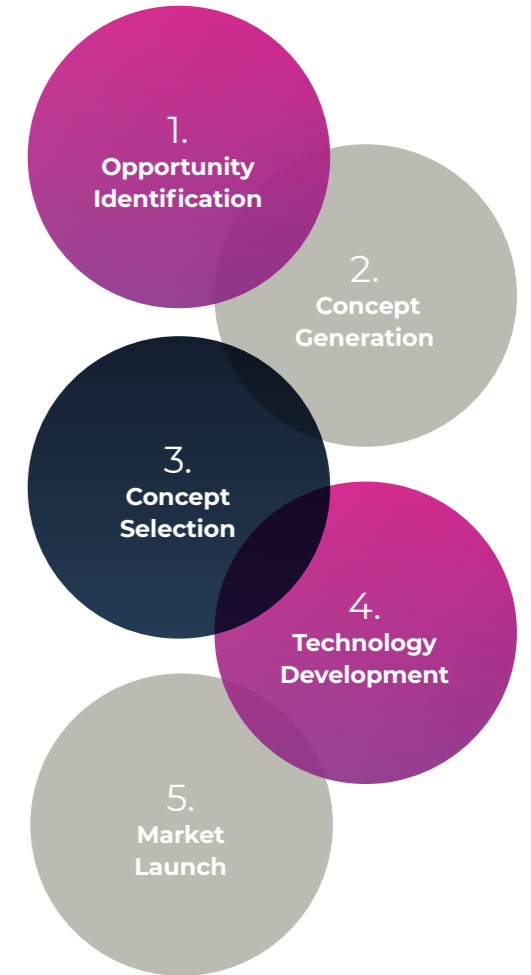 1.
Opportunity
Identification
2.
Concept
Generation
3.
Concept
Selection
4.
Technology
Development
5.
Market
Launch